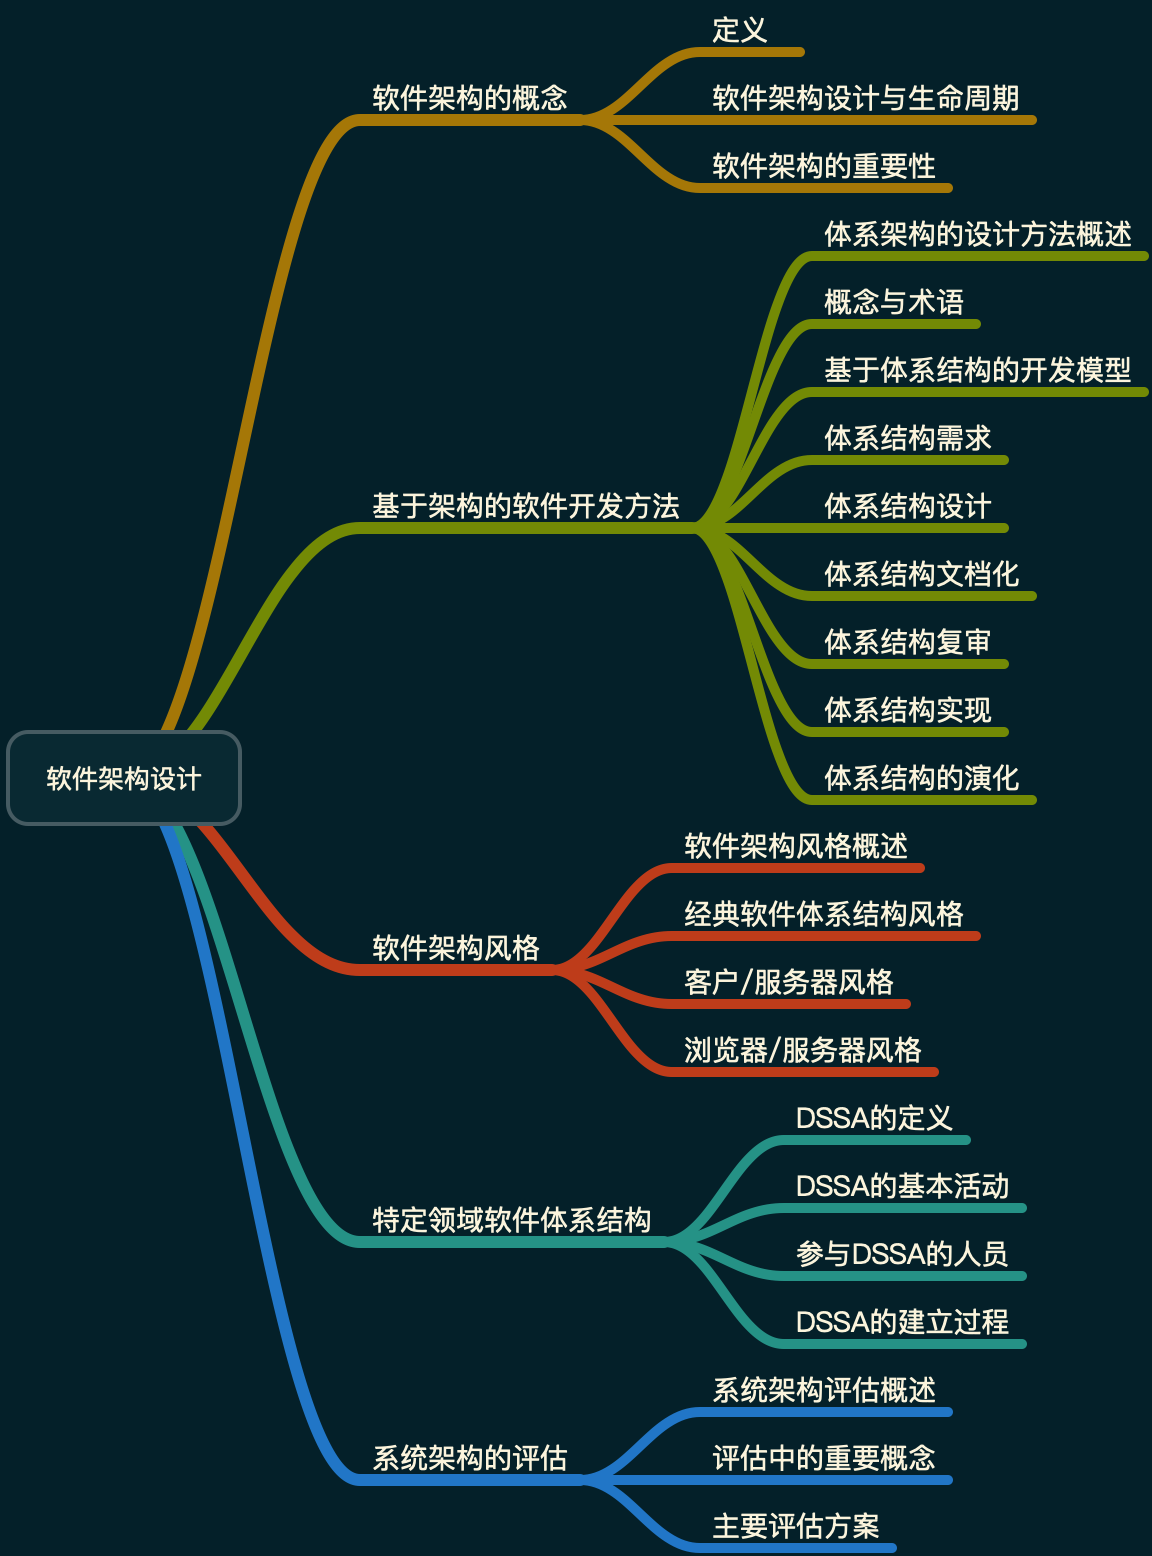 软件架构设计
软件架构的概念
定义
软件架构设计与生命周期
软件架构的重要性
基于架构的软件开发方法
体系架构的设计方法概述
概念与术语
基于体系结构的开发模型
体系结构需求
体系结构设计
体系结构文档化
体系结构复审
体系结构实现
体系结构的演化
软件架构风格
软件架构风格概述
经典软件体系结构风格
客户/服务器风格
浏览器/服务器风格
特定领域软件体系结构
DSSA的定义
DSSA的基本活动
参与DSSA的人员
DSSA的建立过程
系统架构的评估
系统架构评估概述
评估中的重要概念
主要评估方案